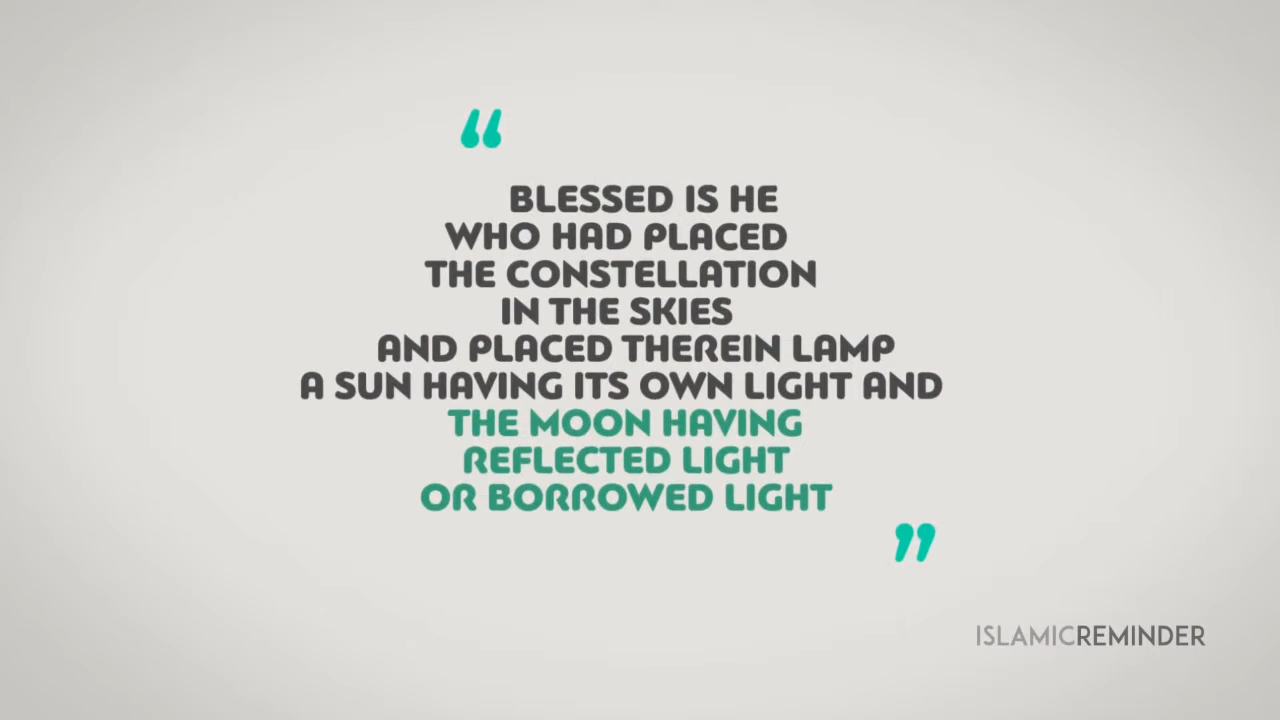 “
BLESSED IS HE
WHO HAD PLACED
THE CONSTELLATION
IN THE SKIES
AND PLACED THEREIN LAMP
A SUN HAVING ITS OWN LIGHT AND
THE MOON HAVING
REFLECTED LIGHT
OR BORROWED LIGHT
”
ISLAMICREMINDER